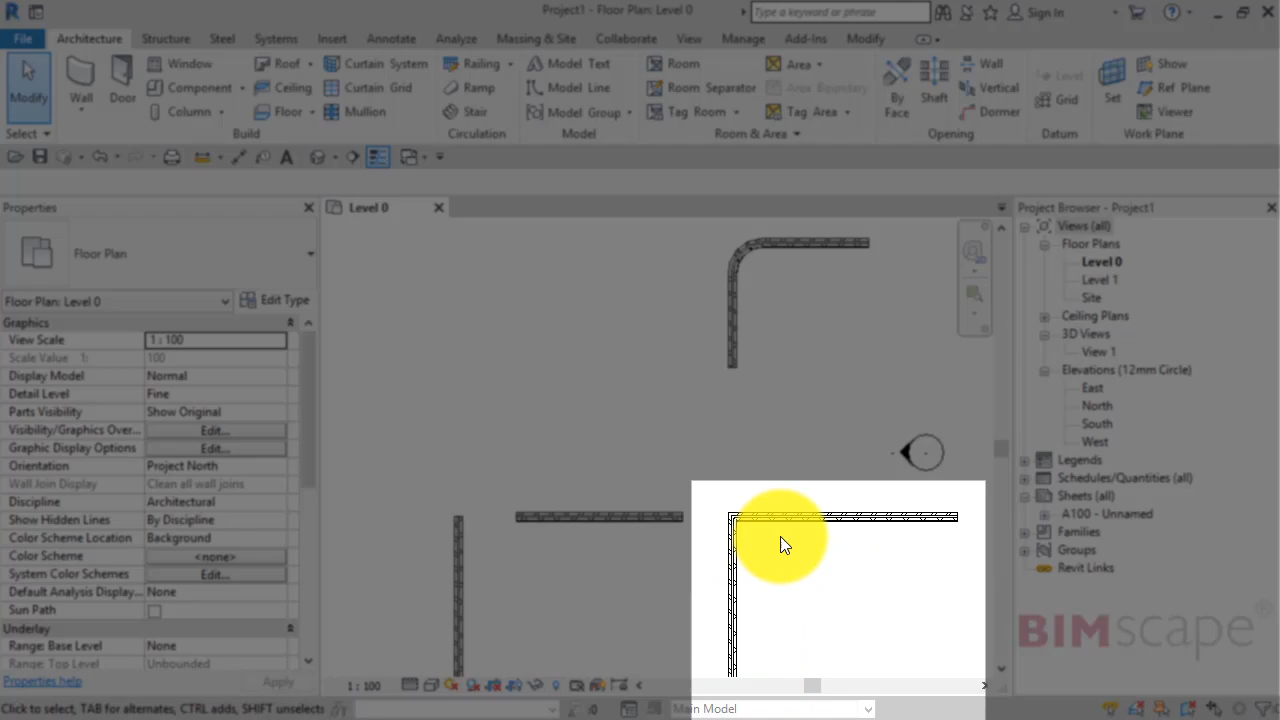 Project1 - Floor Plan: Level 0
Type a keyword or phrase
Sign In
File Architecture Structure Steel Systems Insert Annotate Analyze Massing & Site Collaborate View Manage Add-Ins Modify
Modify
Wall
Door
Window
Component
Column
Roof
Ceiling
Floor
Curtain System
Curtain Grid
Mullion
Railing
Ramp
Stair
Model Text
Model Line
Model Group
Room
Room Separator
Tag Room
Area
Area Boundary
Tag Area
By
Face
Shaft
Wall
Vertical
Dormer
Level
Grid
Set
Show
Ref Plane
Viewer
Select Build Circulation Model Room & Area Opening Datum Work Plane
Properties
Level 0
Project Browser - Project1
Floor Plan
Floor Plan: Level 0
Edit Type
Graphics
View Scale 1 : 100
Scale Value 1: 100
Display Model Normal
Detail Level Fine
Parts Visibility Show Original
Visibility/Graphics Over... Edit...
Graphic Display Options Edit...
Orientation Project North
Wall Join Display Clean all wall joins
Discipline Architectural
Show Hidden Lines By Discipline
Color Scheme Location Background
Color Scheme <none>
System Color Schemes Edit...
Default Analysis Display... None
Sun Path
Underlay
Range: Base Level None
Range: Top Level Unbounded
Properties help
Apply
Views (all)
Floor Plans
Level 0
Level 1
Site
Ceiling Plans
3D Views
View 1
Elevations (12mm Circle)
East
North
South
West
Legends
Schedules/Quantities (all)
Sheets (all)
A100 - Unnamed
Families
Groups
Revit Links
BIMscape®
1 : 100
Click to select, TAB for alternates, CTRL adds, SHIFT unselects
:0
Main Model